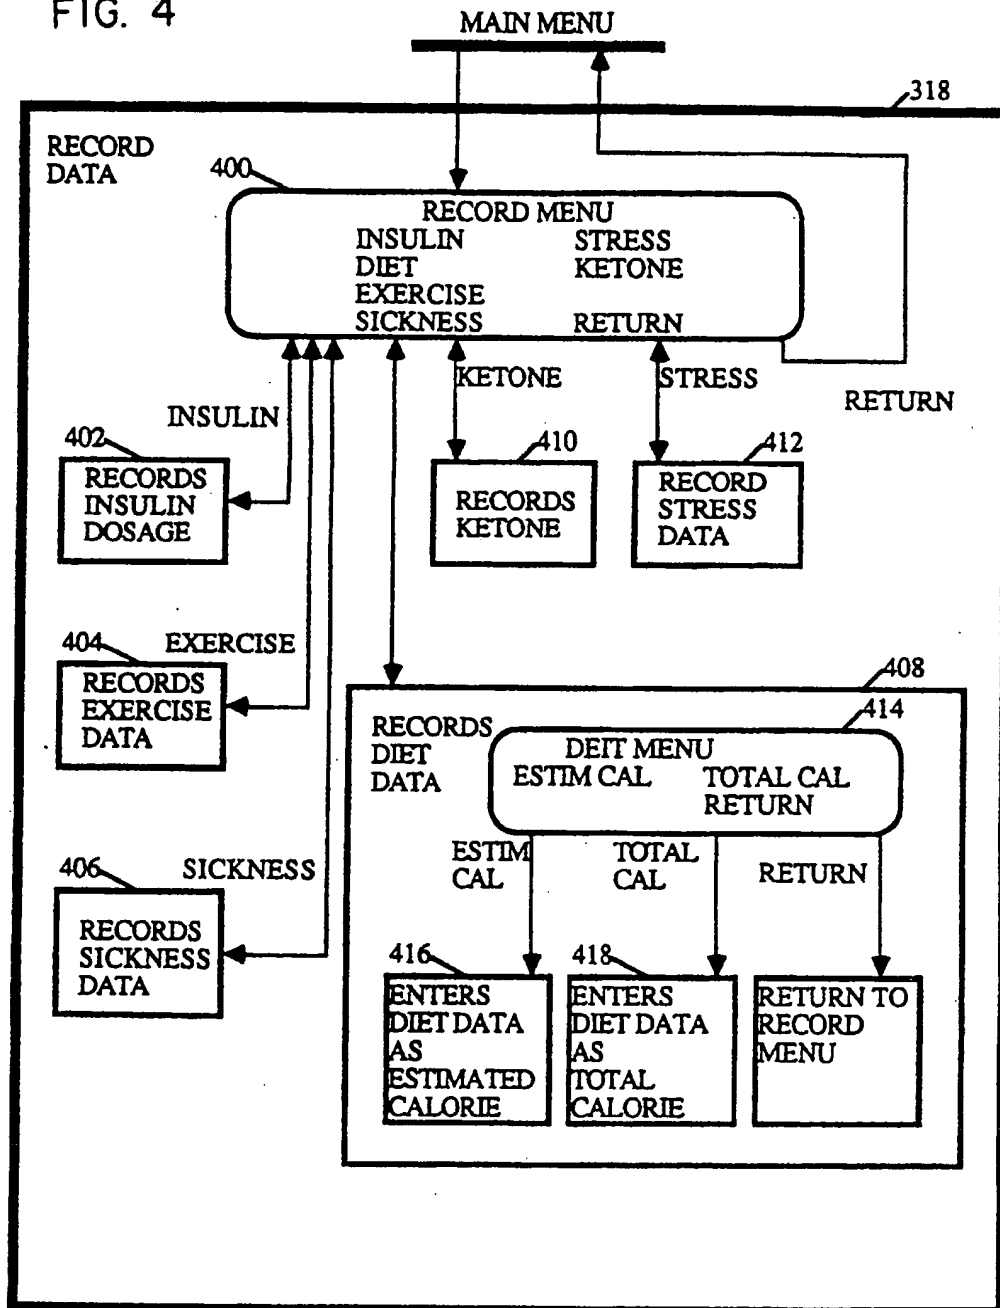 FIG. 4
MAIN MENU
318
RECORD
DATA
400
RECORD MENU
INSULIN STRESS
DIET KETONE
EXERCISE
SICKNESS RETURN
KETONE
STRESS
RETURN
INSULIN
402
RECORDS
INSULIN
DOSAGE
410
RECORDS
KETONE
412
RECORD
STRESS
DATA
404
EXERCISE
RECORDS
EXERCISE
DATA
408
RECORDS
DIET
DATA
414
DEIT MENU
ESTIM CAL TOTAL CAL
RETURN
406
SICKNESS
RECORDS
SICKNESS
DATA
ESTIM
CAL
TOTAL
CAL
RETURN
416
ENTERS
DIET DATA
AS
ESTIMATED
CALORIE
418
ENTERS
DIET DATA
AS
TOTAL
CALORIE
RETURN TO
RECORD
MENU